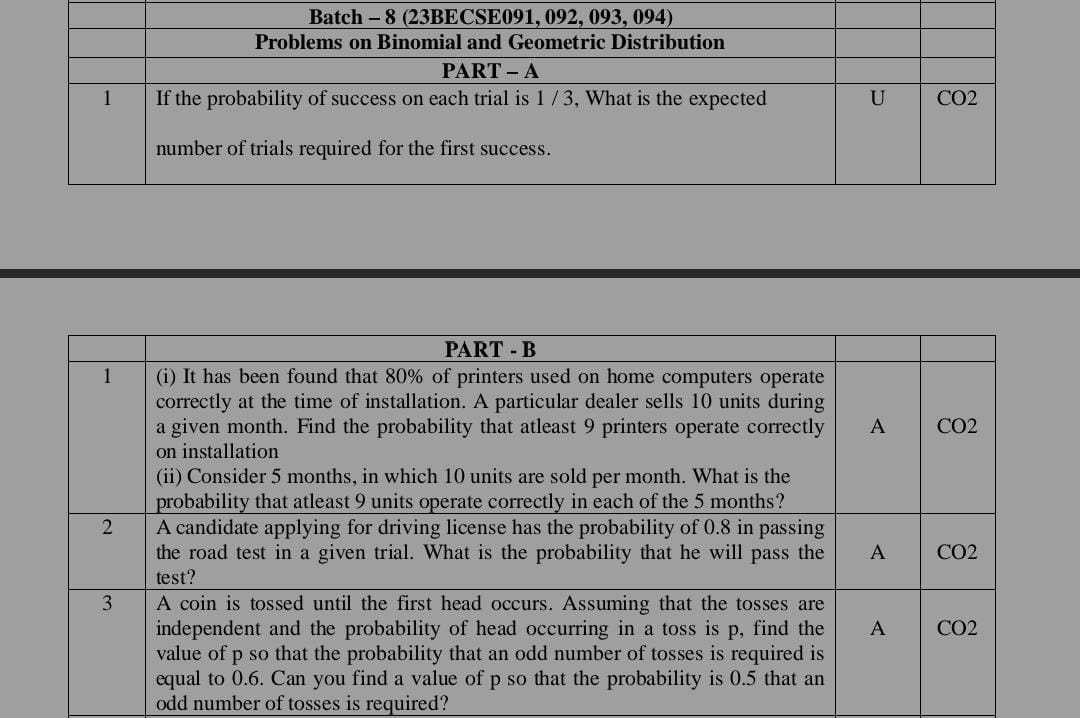 Batch – 8 (23BECSE091, 092, 093, 094)
Problems on Binomial and Geometric Distribution
PART – A
1 If the probability of success on each trial is 1 / 3, What is the expected U CO2
number of trials required for the first success.
PART - B
1 (i) It has been found that 80% of printers used on home computers operate
correctly at the time of installation. A particular dealer sells 10 units during
a given month. Find the probability that atleast 9 printers operate correctly A CO2
on installation
(ii) Consider 5 months, in which 10 units are sold per month. What is the
probability that atleast 9 units operate correctly in each of the 5 months?
2 A candidate applying for driving license has the probability of 0.8 in passing
the road test in a given trial. What is the probability that he will pass the A CO2
test?
3 A coin is tossed until the first head occurs. Assuming that the tosses are
independent and the probability of head occurring in a toss is p, find the A CO2
value of p so that the probability that an odd number of tosses is required is
equal to 0.6. Can you find a value of p so that the probability is 0.5 that an
odd number of tosses is required?